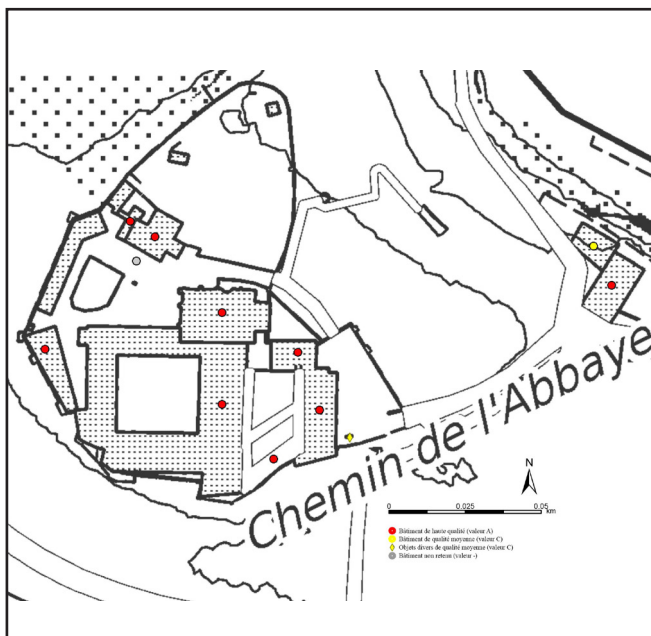 Chemin de l'Abbaye
N
0 0.025 0.05
km
Bâtiment de haute qualité (valeur A)
Bâtiment de qualité moyenne (valeur C)
Objets divers de qualité moyenne (valeur C)
Bâtiment non retenu (valeur -)